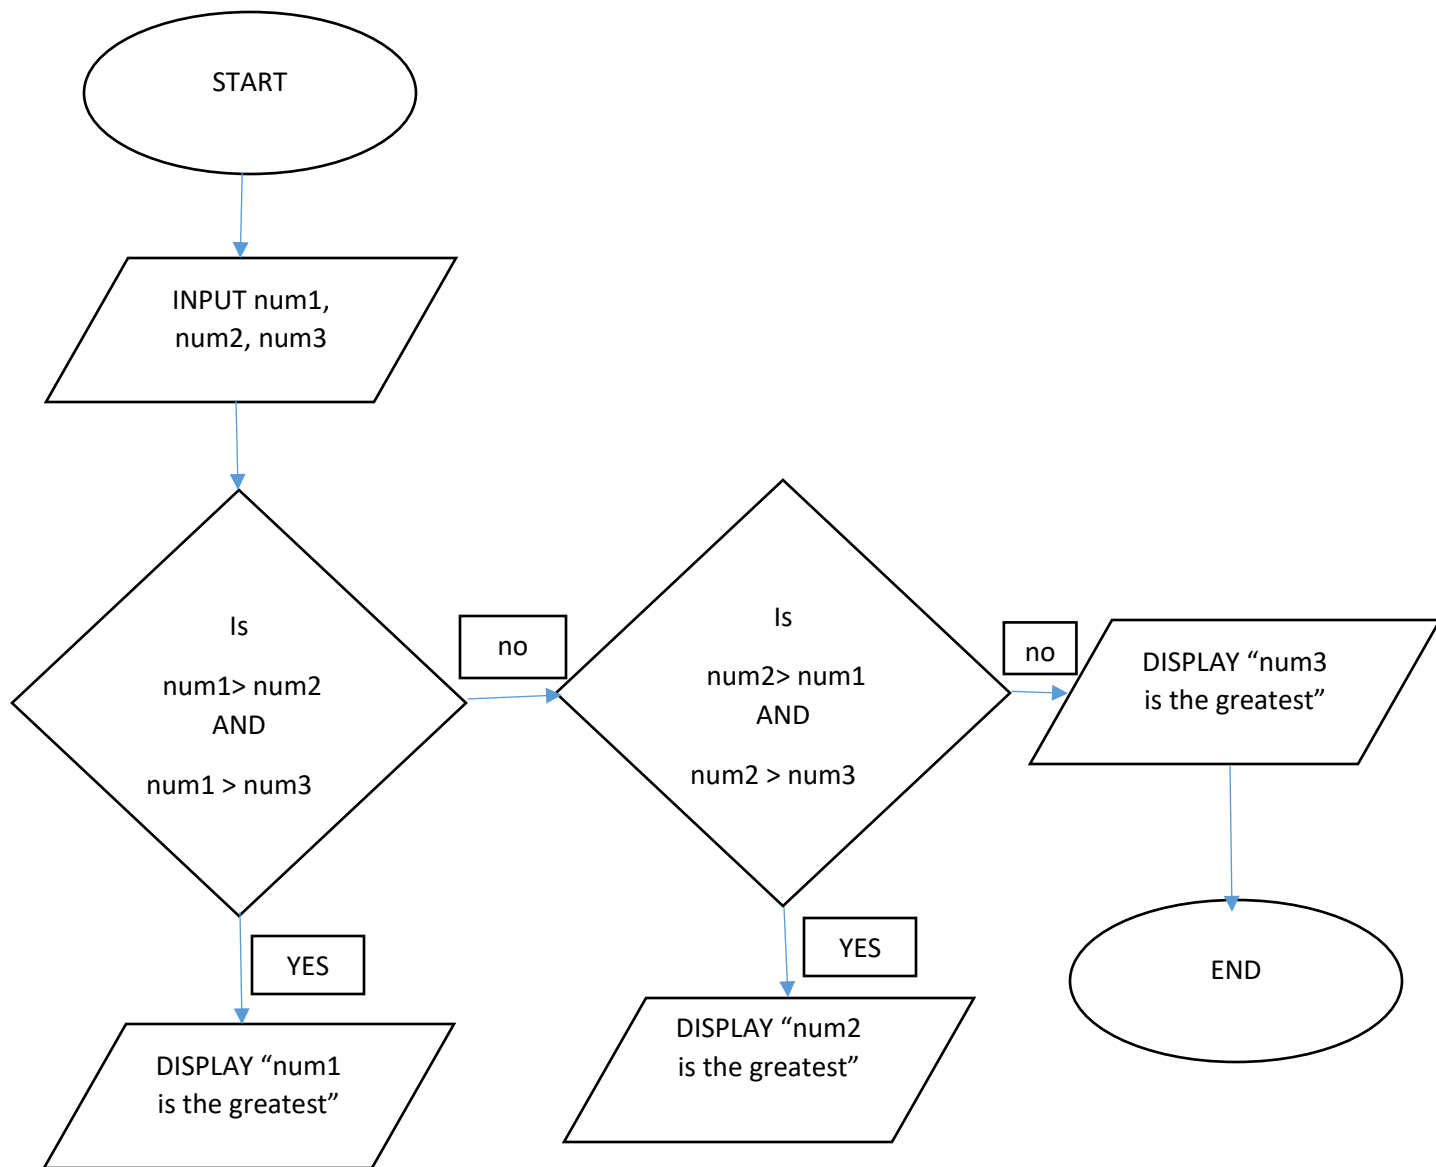 START
INPUT num1,
num2, num3
Is
num1> num2
AND
num1 > num3
no
Is
num2> num1
AND
num2 > num3
no
DISPLAY “num3
is the greatest”
YES
DISPLAY “num1
is the greatest”
YES
DISPLAY “num2
is the greatest”
END